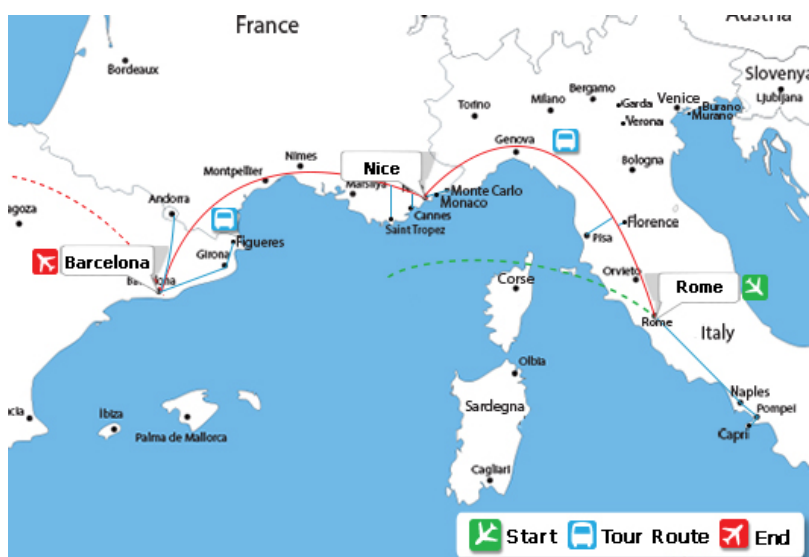 France
Austria
Bordeaux
Slovenya
Ljubljana
Torino
Milano
Bergamo
Garda
Verona
Venice
Burano
Murano
Genova
Bologna
Montpellier
Nimes
Nice
Marsilya
Monte Carlo
Monaco
Cannes
Saint Tropez
Andorra
agoza
Figueres
Girona
Barcelona
Florence
Pisa
Orvieto
Rome
Rome
Corse
Italy
Olbia
Naples
Pompei
Capri
Sardegna
Cagliari
İbiza
Palma de Mallorca
ncia
Start
Tour Route
End